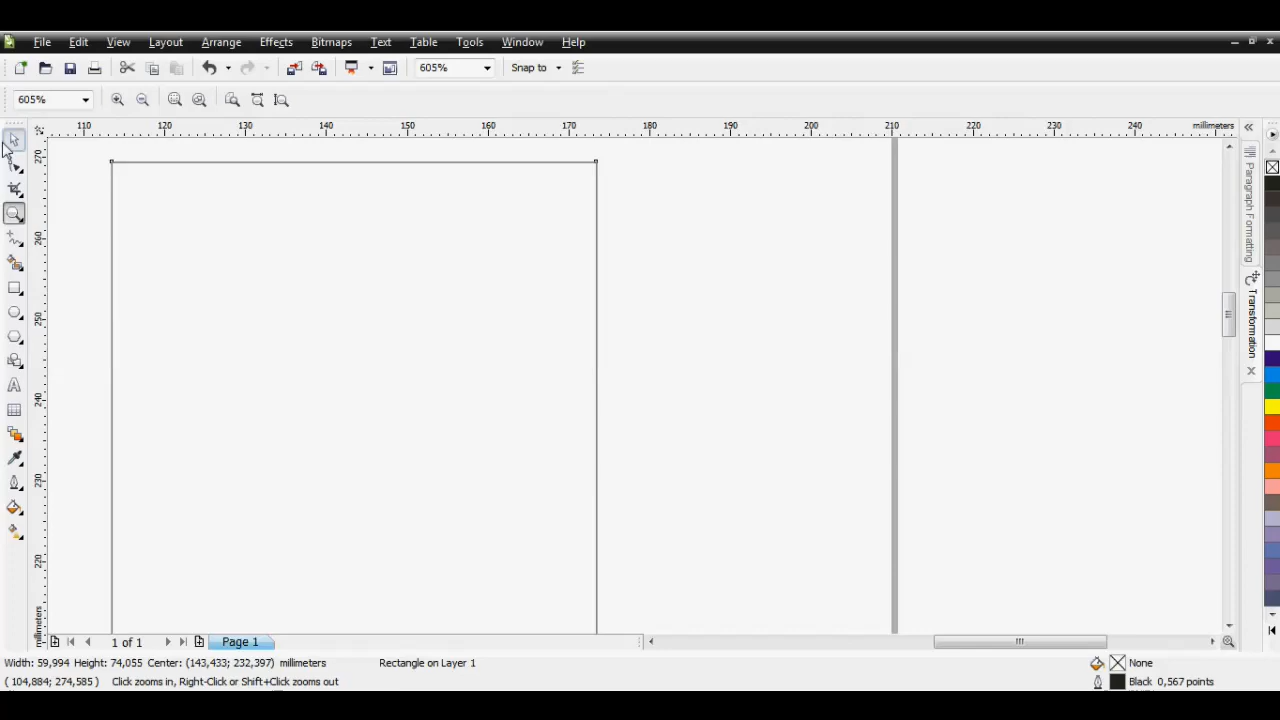 File Edit View Layout Arrange Effects Bitmaps Text Table Tools Window Help
605% Snap to
605%
110 120 130 140 150 160 170 180 190 200 210 220 230 240 millimeters
270
260
250
240
230
220
millimeters
Paragraph Formatting
Transformation
1 of 1 Page 1
Width: 59,994 Height: 74,055 Center: (143,433; 232,397) millimeters Rectangle on Layer 1 None
( 104,884; 274,585 ) Click zooms in, Right-Click or Shift+Click zooms out Black 0,567 points